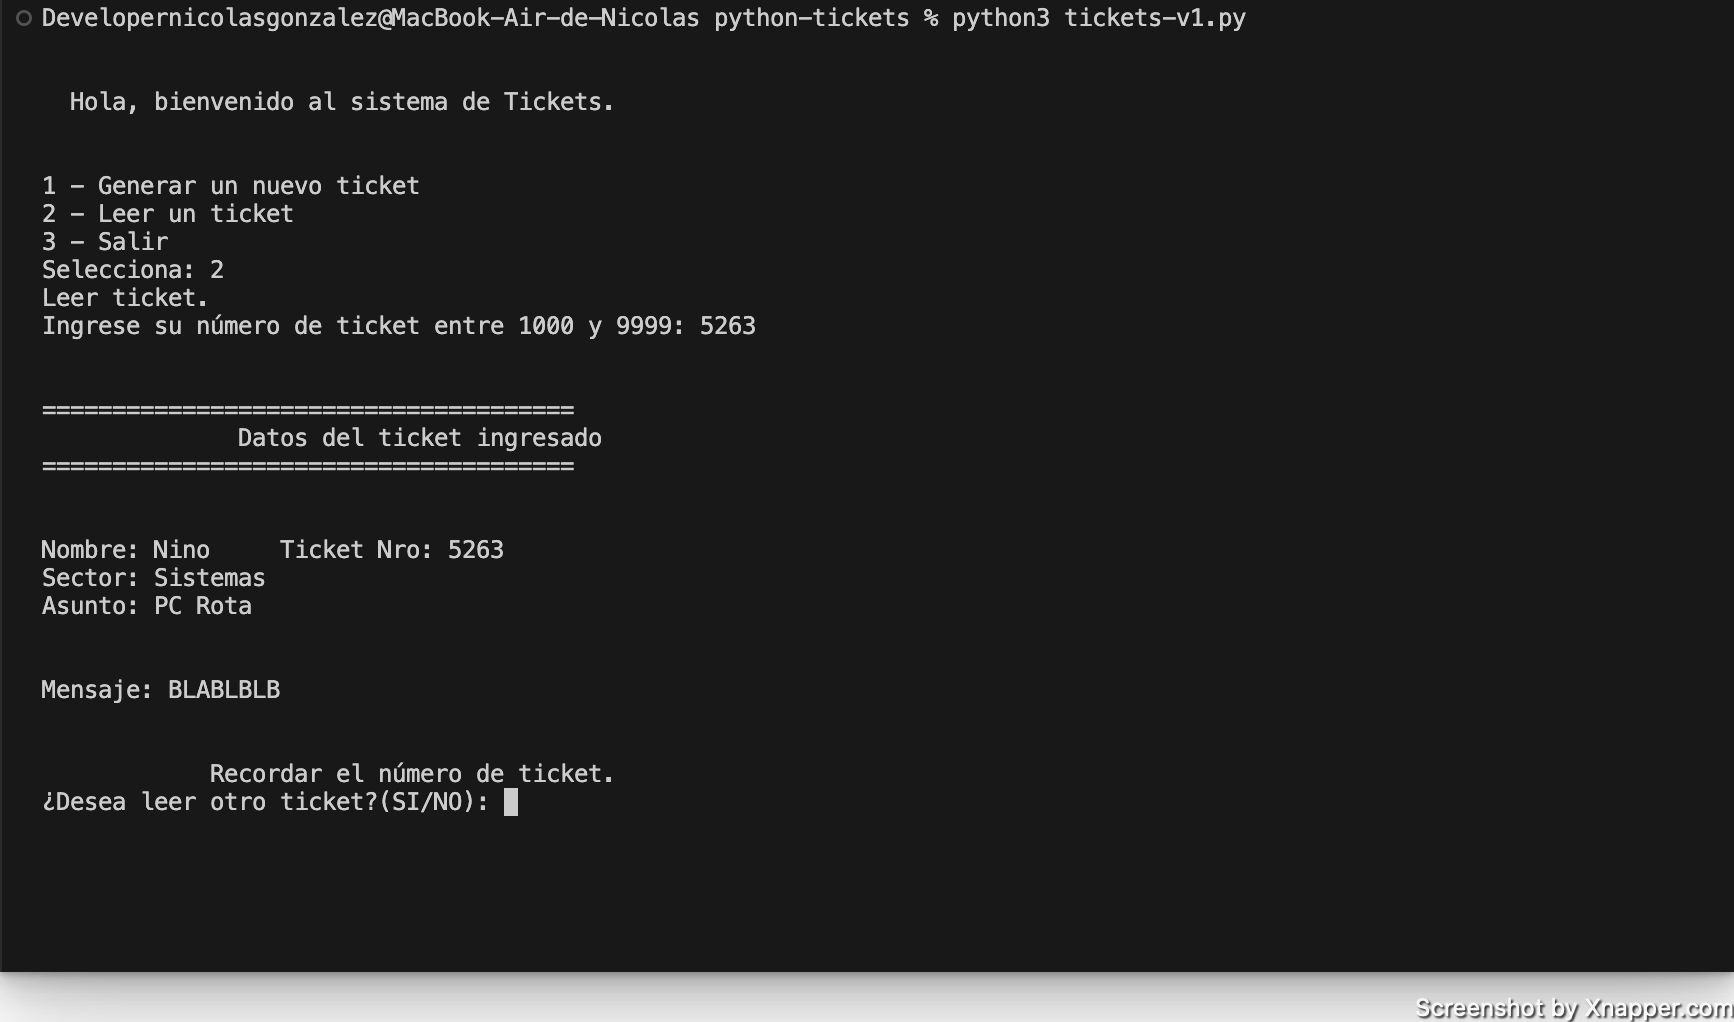 Developernicolasgonzalez@MacBook-Air-de-Nicolas python-tickets % python3 tickets-v1.py
Hola, bienvenido al sistema de Tickets.
1 - Generar un nuevo ticket
2 - Leer un ticket
3 - Salir
Selecciona: 2
Leer ticket.
Ingrese su número de ticket entre 1000 y 9999: 5263
======================================
Datos del ticket ingresado
======================================
Nombre: Nino     Ticket Nro: 5263
Sector: Sistemas
Asunto: PC Rota
Mensaje: BLABLBLB
Recordar el número de ticket.
¿Desea leer otro ticket?(SI/NO):
Screenshot by Xnapper.com